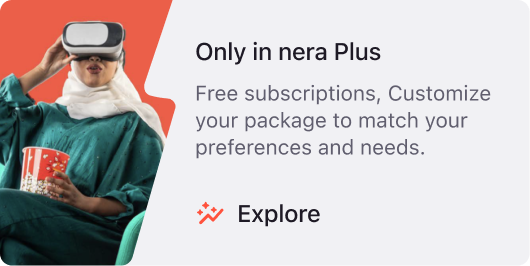 Only in nera Plus
Free subscriptions, Customize
your package to match your
preferences and needs.
Explore